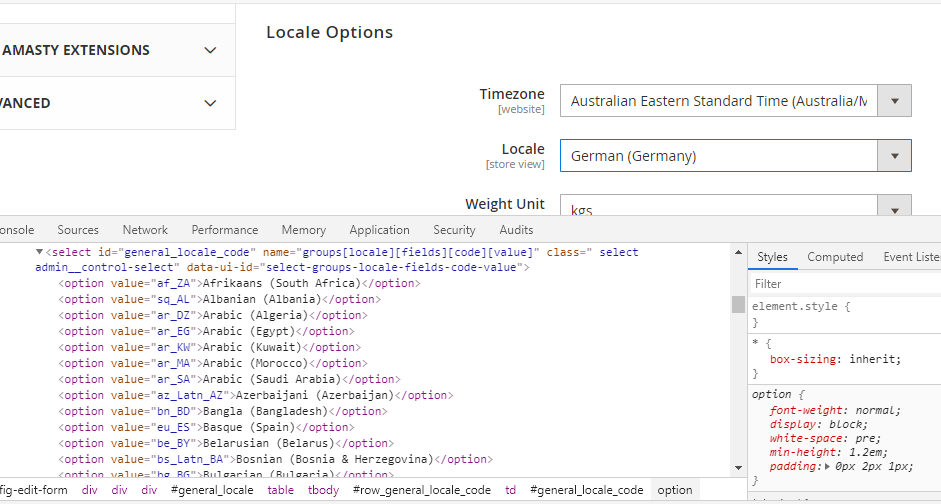 Locale Options
AMASTY EXTENSIONS
VANCED
Timezone
[website]
Australian Eastern Standard Time (Australia/M
Locale
[store view]
German (Germany)
Weight Unit
kgs
onsole Sources Network Performance Memory Application Security Audits
▼<select id="general_locale_code" name="groups[locale][fields][code][value]" class=" select
admin__control-select" data-ui-id="select-groups-locale-fields-code-value">
<option value="af_ZA">Afrikaans (South Africa)</option>
<option value="sq_AL">Albanian (Albania)</option>
<option value="ar_DZ">Arabic (Algeria)</option>
<option value="ar_EG">Arabic (Egypt)</option>
<option value="ar_KW">Arabic (Kuwait)</option>
<option value="ar_MA">Arabic (Morocco)</option>
<option value="ar_SA">Arabic (Saudi Arabia)</option>
<option value="az_Latn_AZ">Azerbaijani (Azerbaijan)</option>
<option value="bn_BD">Bangla (Bangladesh)</option>
<option value="eu_ES">Basque (Spain)</option>
<option value="be_BY">Belarusian (Belarus)</option>
<option value="bs_Latn_BA">Bosnian (Bosnia & Herzegovina)</option>
<option value="bg_BG">Bulgarian (Bulgaria)</option>
fig-edit-form div div div #general_locale table tbody #row_general_locale_code td #general_locale_code option
Styles Computed Event Liste
Filter
element.style {
}
* {
box-sizing: inherit;
}
option {
font-weight: normal;
display: block;
white-space: pre;
min-height: 1.2em;
padding:▶ 0px 2px 1px;
}